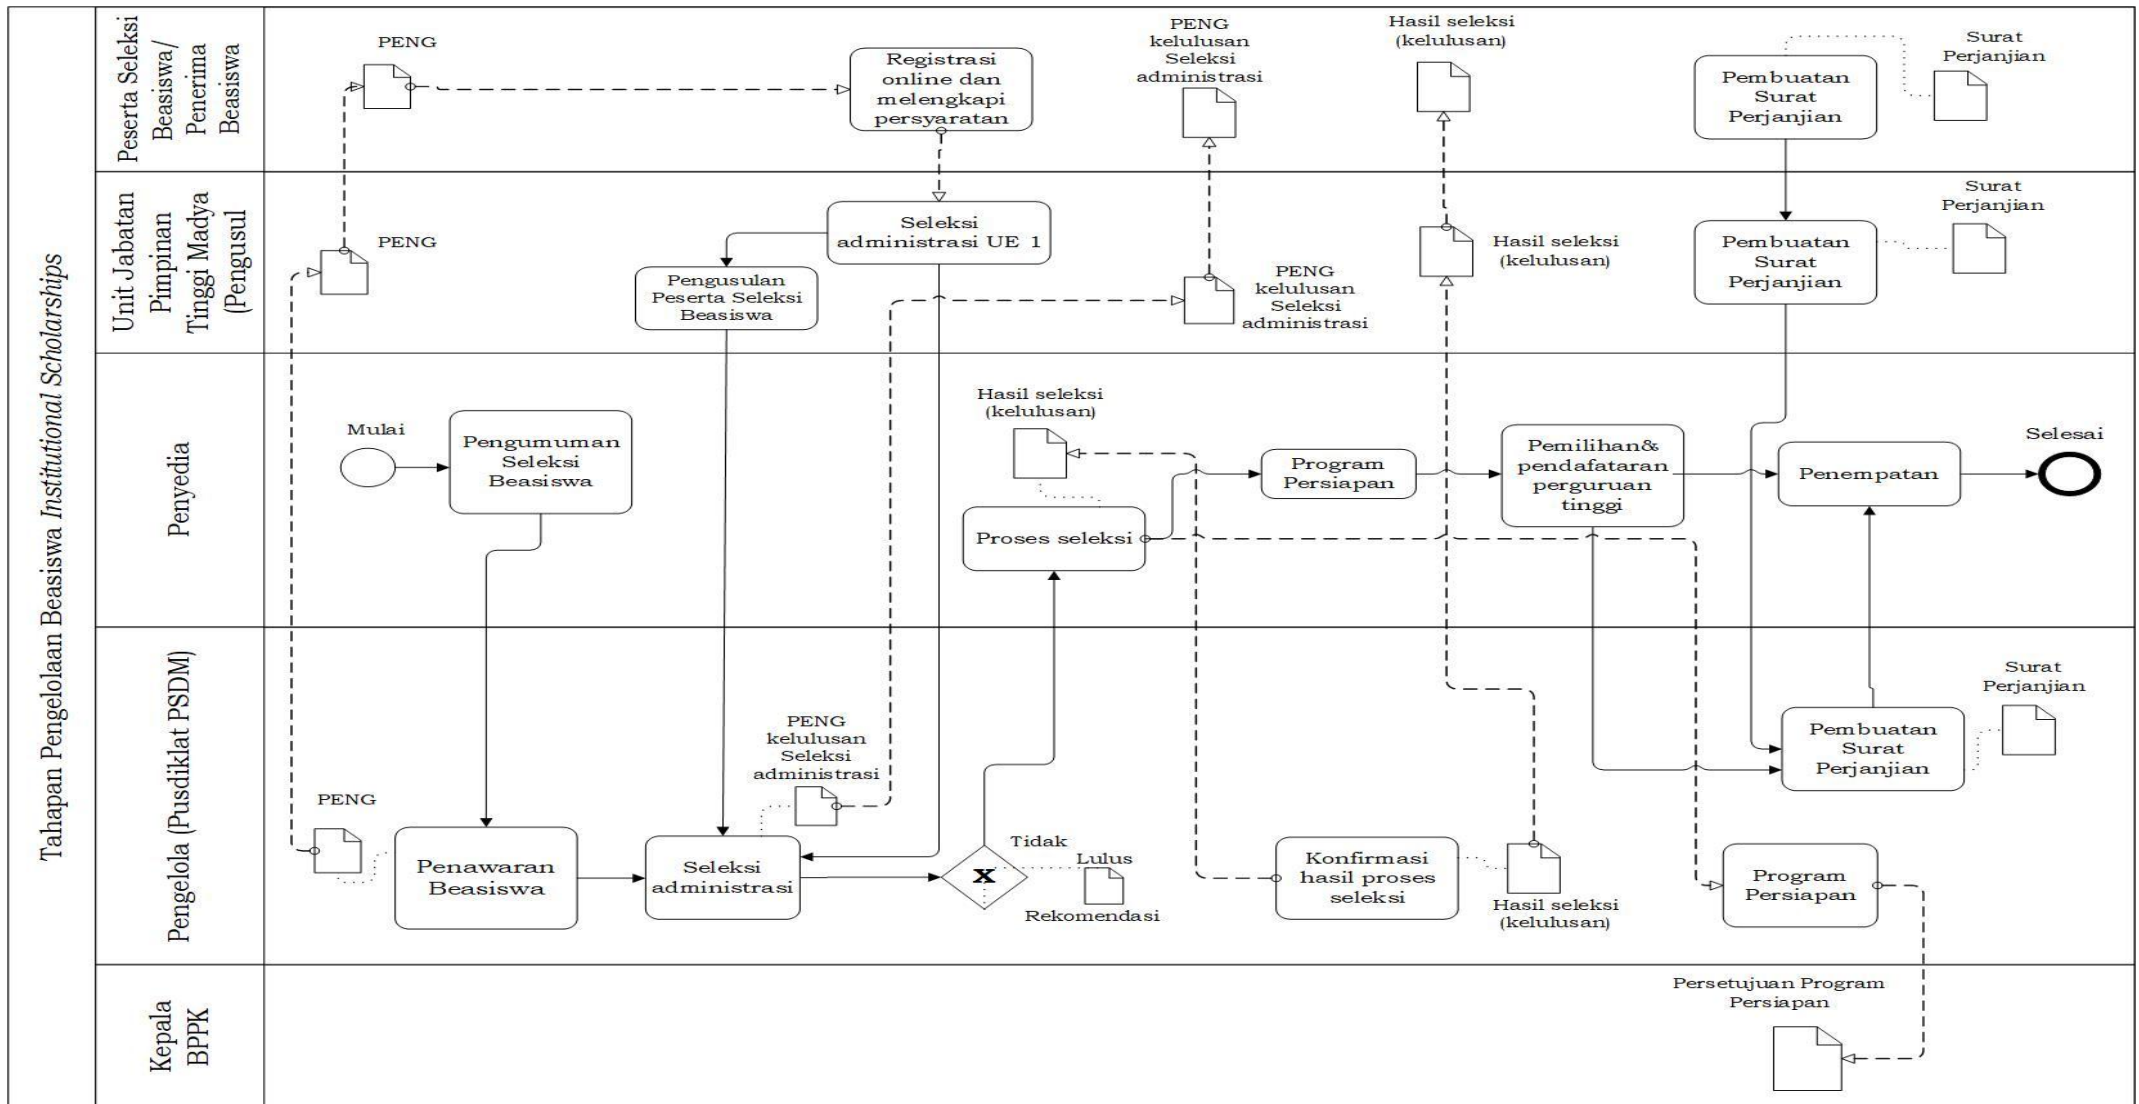 Tahapan Pengelolaan Beasiswa Institutional Scholarships
Peserta Seleksi
Beasiswa/
Penerima
Beasiswa
PENG
Registrasi
online dan
melengkapi
persyaratan
PENG
kelulusan
Seleksi
administrasi
Hasil seleksi
(kelulusan)
Pembuatan
Surat
Perjanjian
Surat
Perjanjian
Unit Jabatan
Pimpinan
Tinggi Madya
(Pengusul
PENG
Seleksi
administrasi UE 1
Pengusulan
Peserta Seleksi
Beasiswa
PENG
kelulusan
Seleksi
administrasi
Hasil seleksi
(kelulusan)
Pembuatan
Surat
Perjanjian
Surat
Perjanjian
Penyedia
Mulai
Pengumuman
Seleksi
Beasiswa
Hasil seleksi
(kelulusan)
Proses seleksi
Program
Persiapan
Pemilihan&
pendafataran
perguruan
tinggi
Penempatan
Selesai
Pengelola (Pusdiklat PSDM)
PENG
Penawaran
Beasiswa
PENG
kelulusan
Seleksi
administrasi
Seleksi
administrasi
X
Tidak
Lulus
Rekomendasi
Konfirmasi
hasil proses
seleksi
Hasil seleksi
(kelulusan)
Program
Persiapan
Pembuatan
Surat
Perjanjian
Surat
Perjanjian
Kepala
BPPK
Persetujuan Program
Persiapan